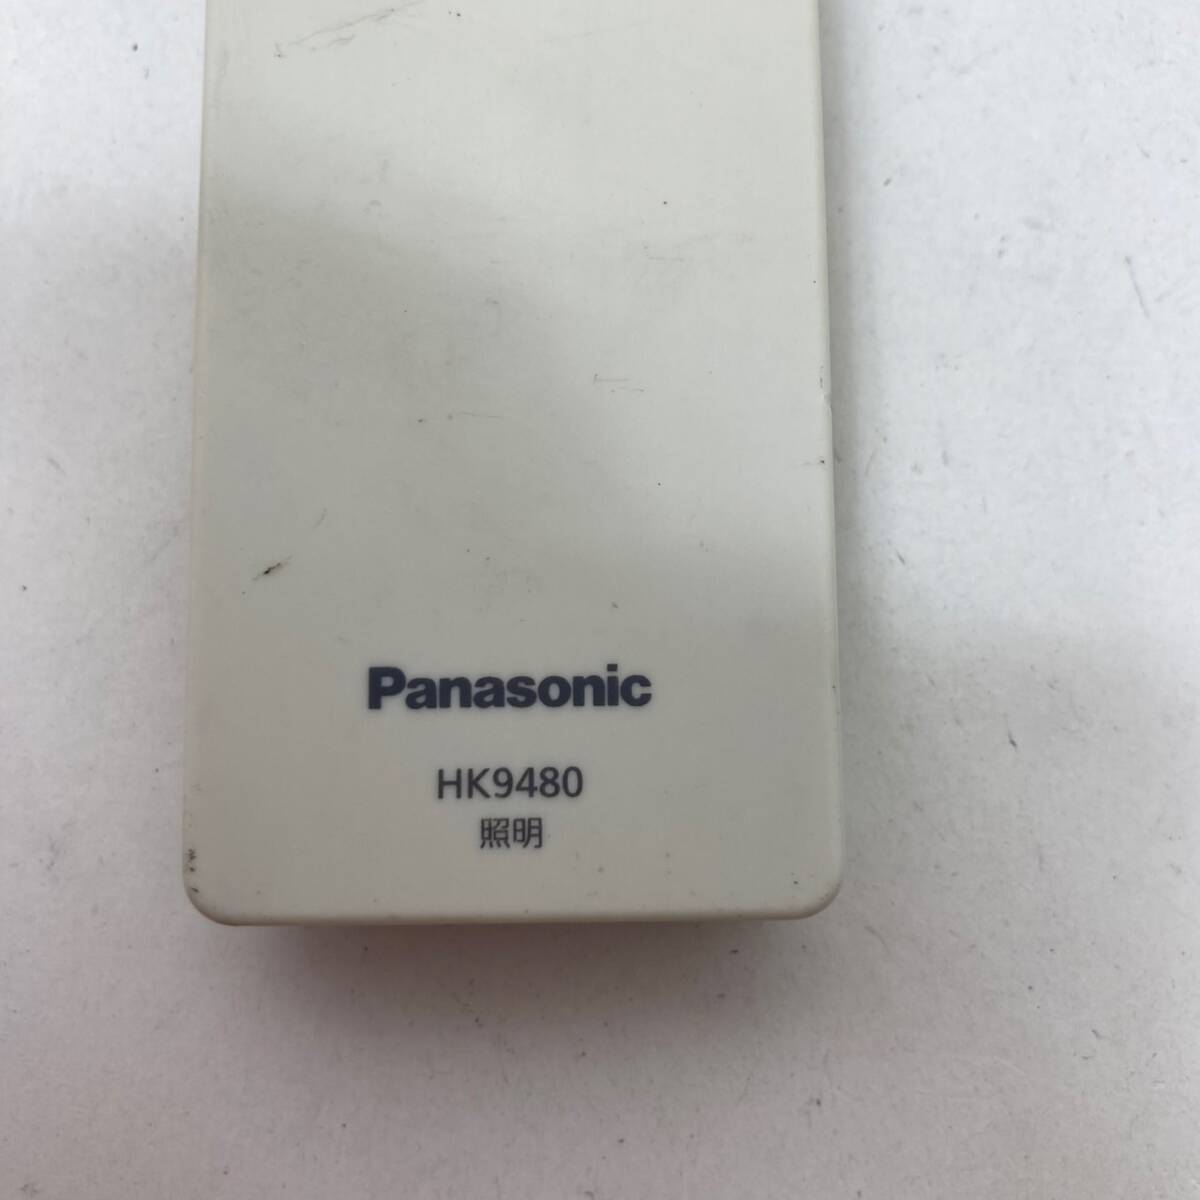 Panasonic
HK9480
照明